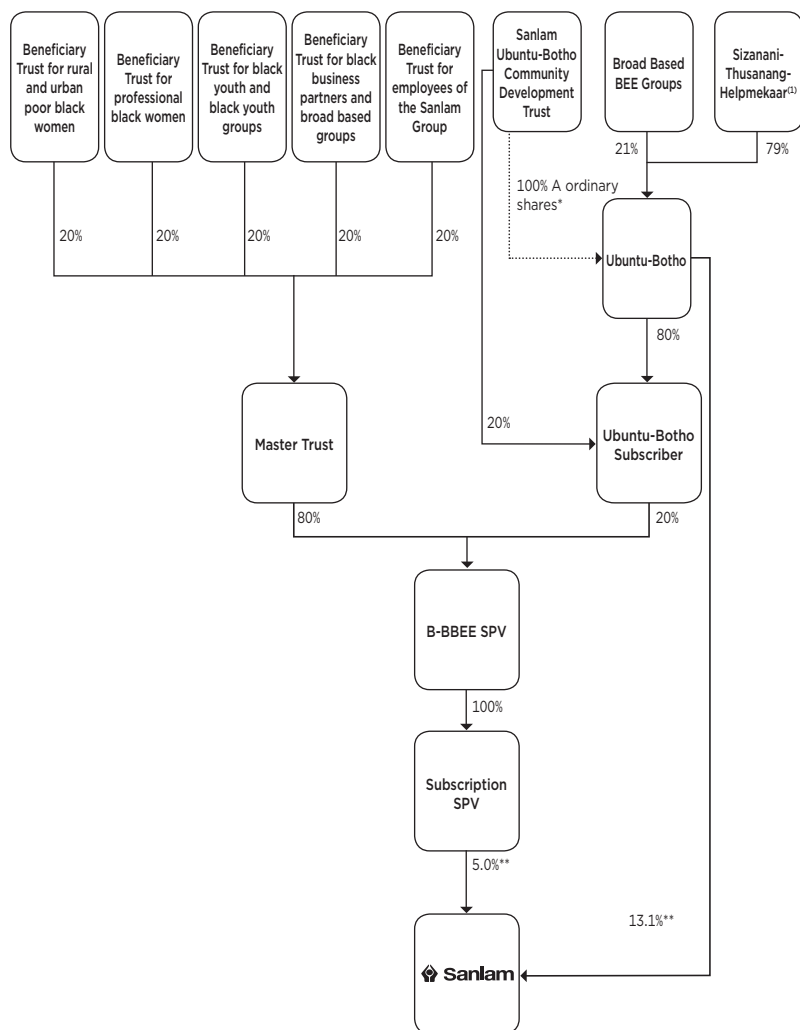 Beneficiary
Trust for rural
and urban
poor black
women
Beneficiary
Trust for
professional
black women
Beneficiary
Trust for black
youth and
black youth
groups
Beneficiary
Trust for black
business
partners and
broad based
groups
Beneficiary
Trust for
employees of
the Sanlam
Group
Sanlam
Ubuntu-Botho
Community
Development
Trust
Broad Based
BEE Groups
Sizanani-
Thusanang-
Helpmekaar(1)
21%
79%
100% A ordinary
shares*
20%
20%
20%
20%
20%
Ubuntu-Botho
80%
Master Trust
20%
Ubuntu-Botho
Subscriber
80%
20%
B-BBEE SPV
100%
Subscription
SPV
5.0%**
13.1%**
Sanlam